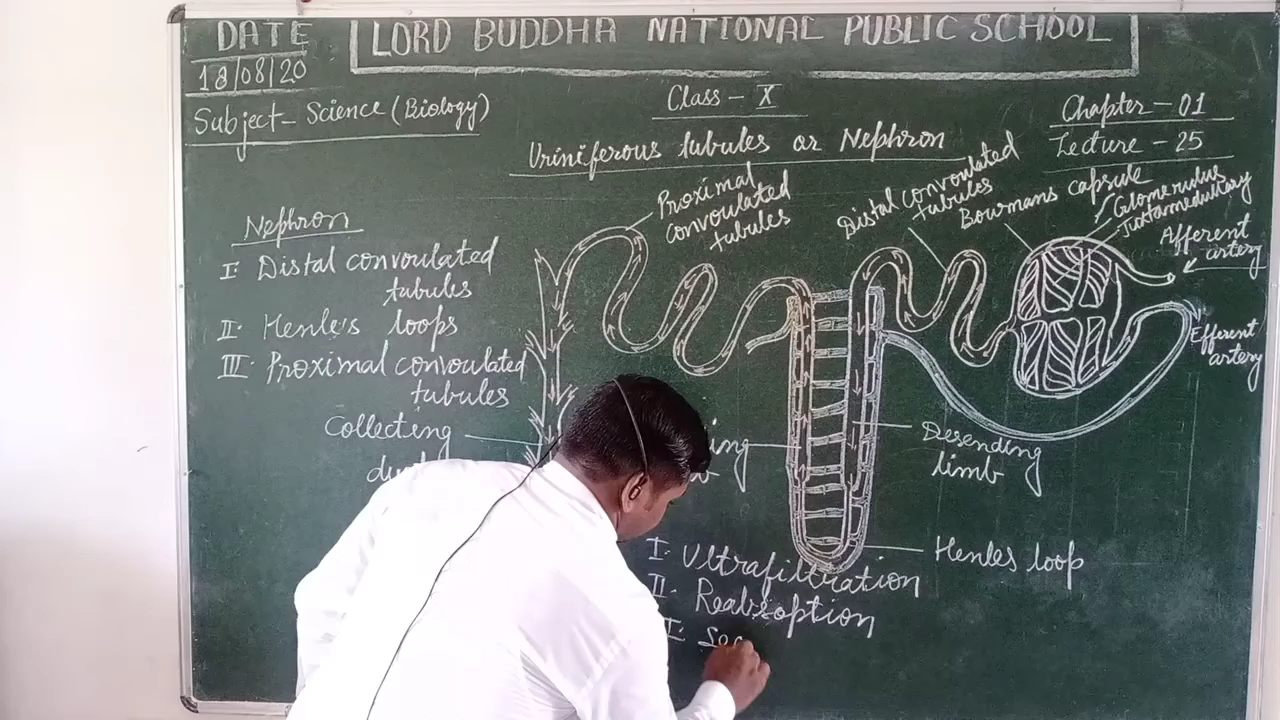 DATE
18/08/20
LORD BUDDHA NATIONAL PUBLIC SCHOOL
Subject- Science (Biology)
Class - X
Chapter - 01
Lecture - 25
Uriniferous tubules or Nephron
Nephron
I. Distal convoulated
tubules
II. Henle's loops
III. Proximal convoulated
tubules
Collecting
Proximal
convoulated
tubules
Distal convoulated
tubules
Bowmans capsule
Glomerulus
Juxtamedullary
Afferent
artery
Efferent
artery
Desending
limb
Henles loop
I. Ultrafiltration
II. Reabsoption